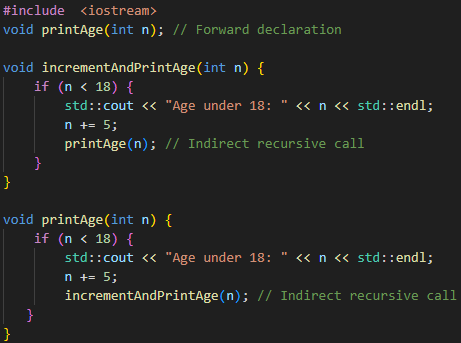 #include  <iostream>
void printAge(int n); // Forward declaration

void incrementAndPrintAge(int n) {
    if (n < 18) {
        std::cout << "Age under 18: " << n << std::endl;
        n += 5;
        printAge(n); // Indirect recursive call
    }
}

void printAge(int n) {
    if (n < 18) {
        std::cout << "Age under 18: " << n << std::endl;
        n += 5;
        incrementAndPrintAge(n); // Indirect recursive call
   }
}